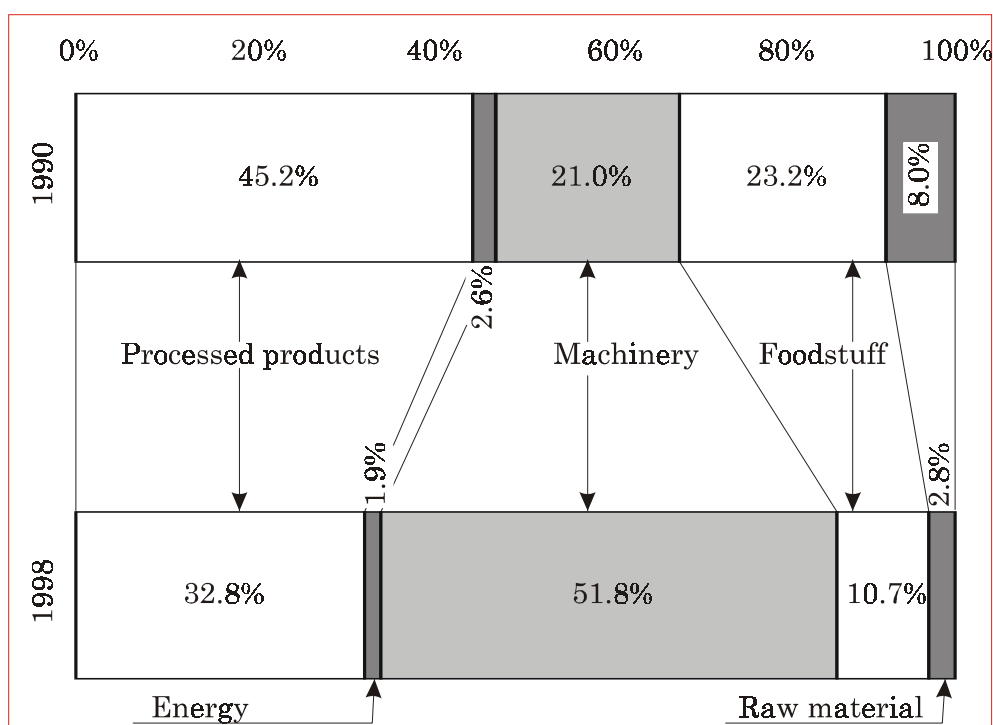 0% 20% 40% 60% 80% 100%
1990
45.2% 21.0% 23.2% 8.0%
2.6%
Processed products Machinery Foodstuff
1.9% 2.8%
1998
32.8% 51.8% 10.7%
Energy Raw material